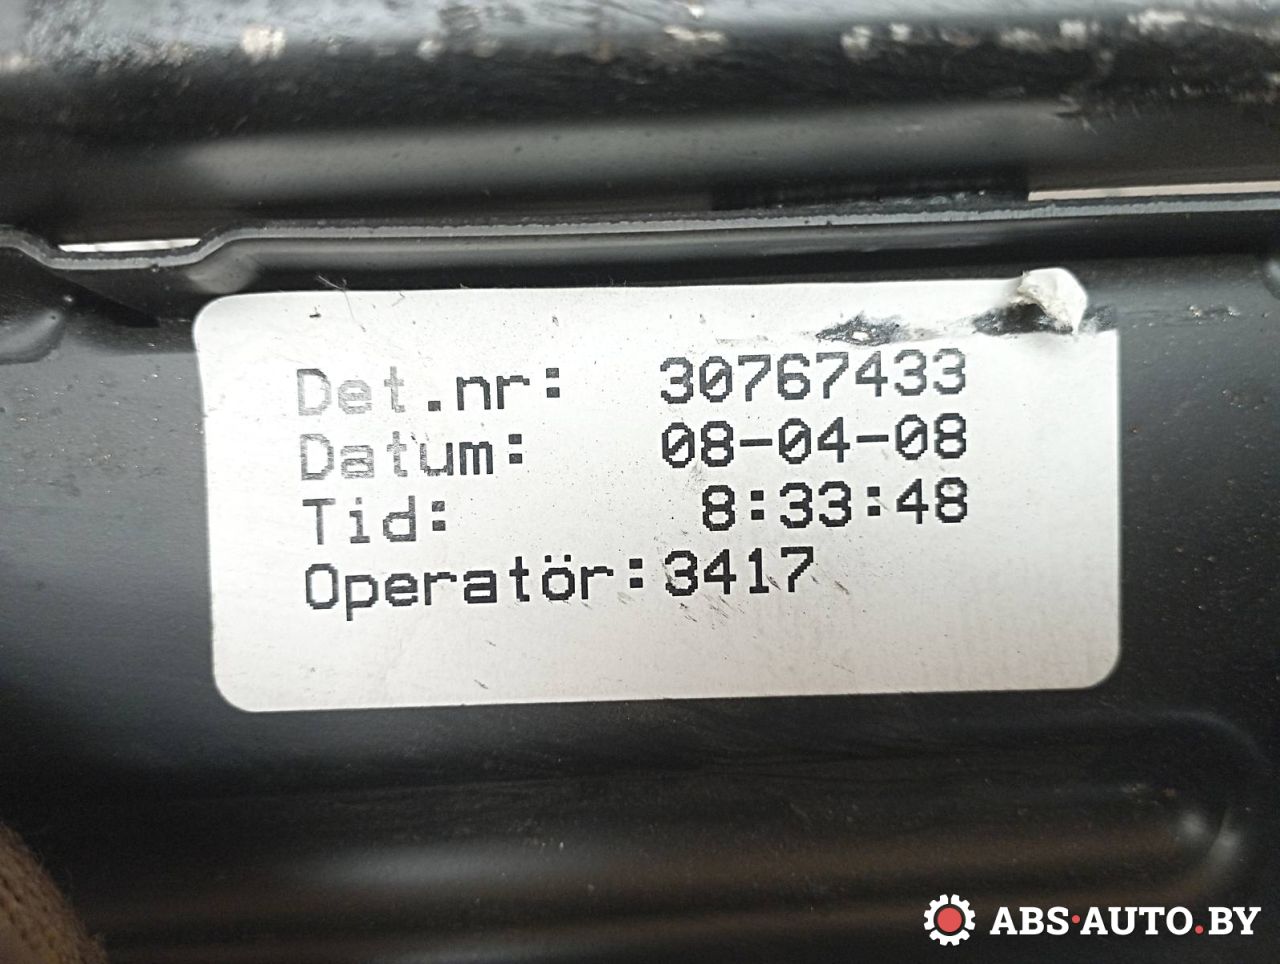 Det.nr: 30767433
Datum: 08-04-08
Tid: 8:33:48
Operatör:3417
ABS·AUTO.BY